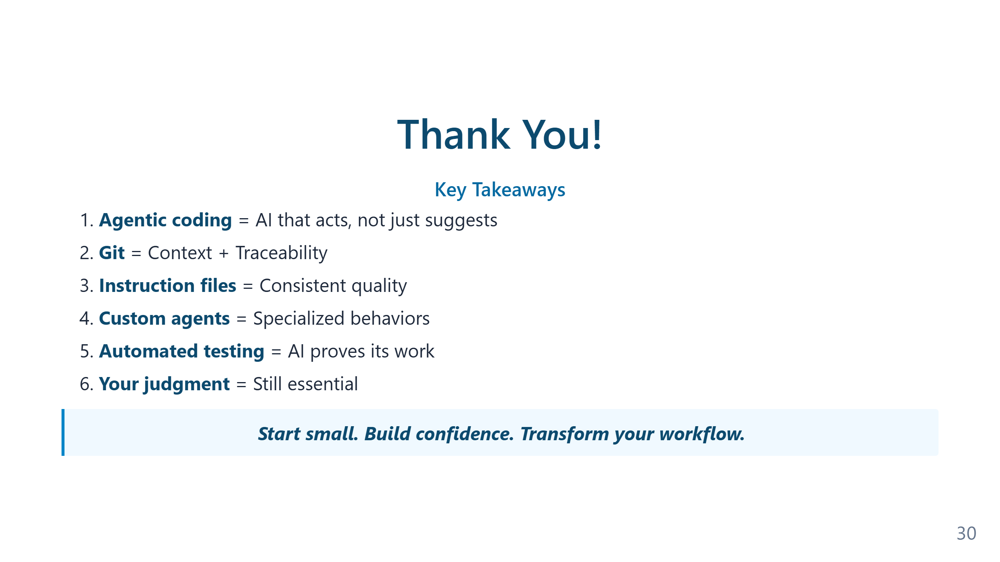 Thank You!
Key Takeaways
1. Agentic coding = AI that acts, not just suggests
2. Git = Context + Traceability
3. Instruction files = Consistent quality
4. Custom agents = Specialized behaviors
5. Automated testing = AI proves its work
6. Your judgment = Still essential
Start small. Build confidence. Transform your workflow.
30